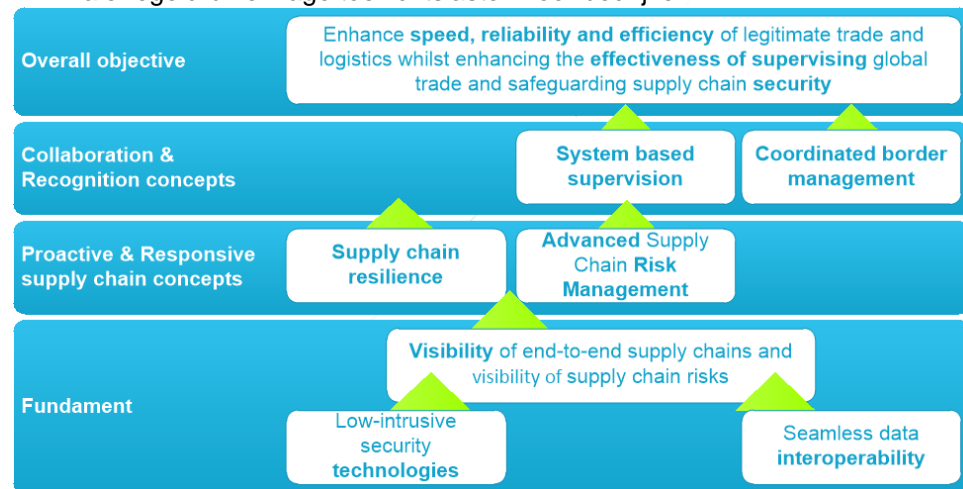 Overall objective
Enhance speed, reliability and efficiency of legitimate trade and
logistics whilst enhancing the effectiveness of supervising global
trade and safeguarding supply chain security
Collaboration &
Recognition concepts
System based
supervision
Coordinated border
management
Proactive & Responsive
supply chain concepts
Supply chain
resilience
Advanced Supply
Chain Risk
Management
Fundament
Visibility of end-to-end supply chains and
visibility of supply chain risks
Low-intrusive
security
technologies
Seamless data
interoperability